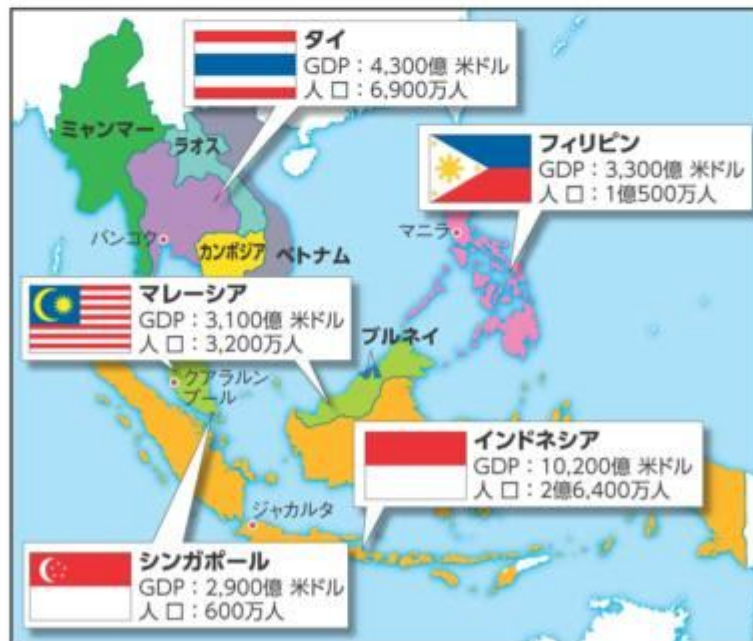 タイ
GDP：4,300億 米ドル
人口：6,900万人
ミャンマー
ラオス
フィリピン
GDP：3,300億 米ドル
人口：1億500万人
バンコク
マニラ
カンボジア
ベトナム
マレーシア
GDP：3,100億 米ドル
人口：3,200万人
ブルネイ
クアラルン
プール
インドネシア
GDP：10,200億 米ドル
人口：2億6,400万人
ジャカルタ
シンガポール
GDP：2,900億 米ドル
人口：600万人